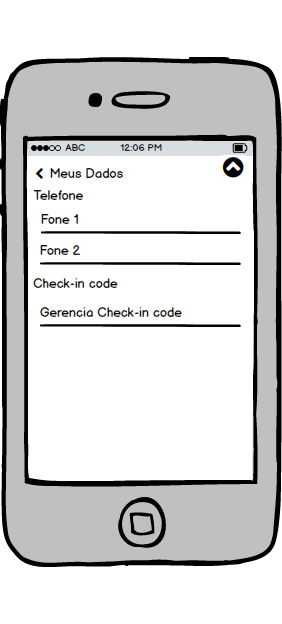 ABC 12:06 PM
Meus Dados
Telefone
Fone 1
Fone 2
Check-in code
Gerencia Check-in code